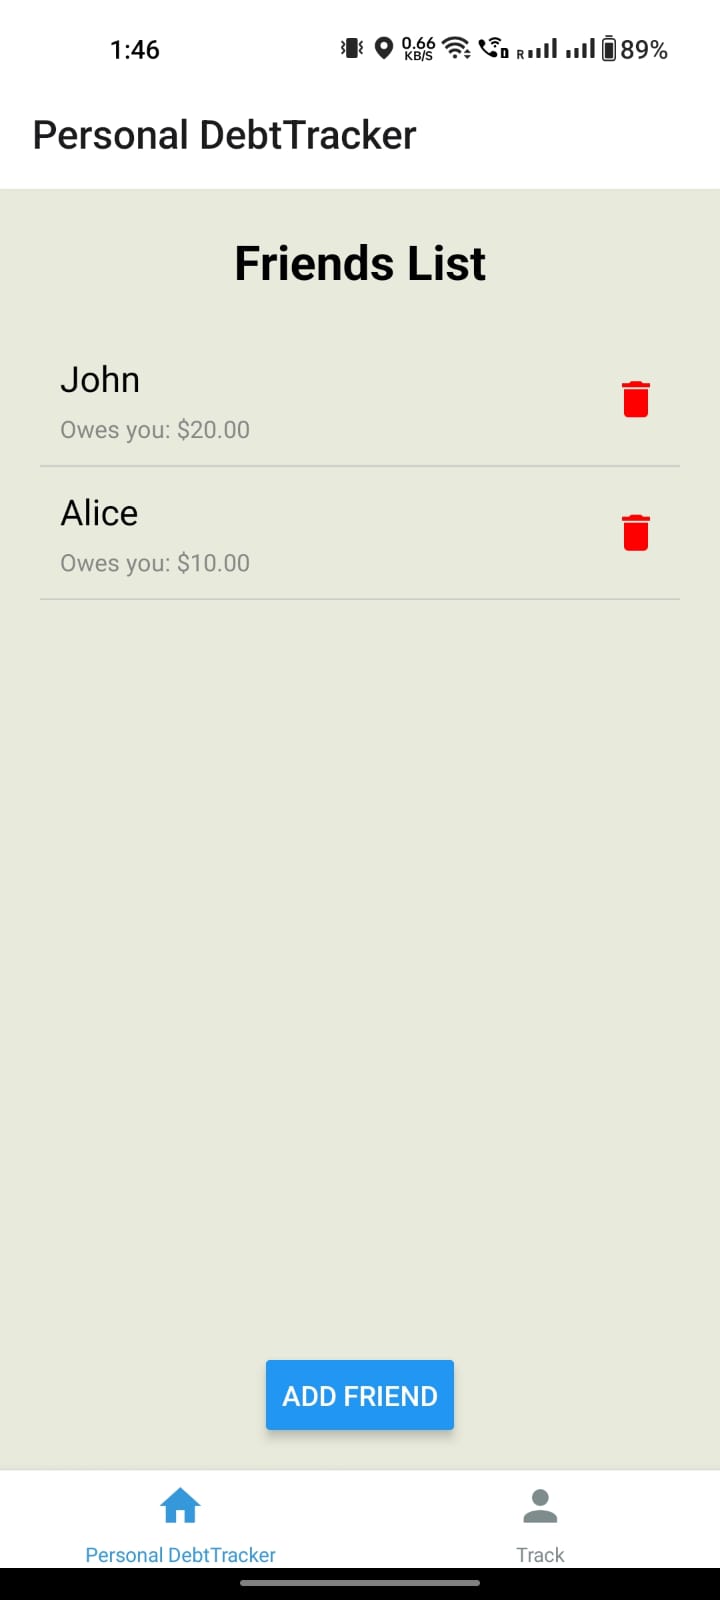 1:46 0.66 KB/S R 89%
Personal DebtTracker
Friends List
John
Owes you: $20.00
Alice
Owes you: $10.00
ADD FRIEND
Personal DebtTracker Track